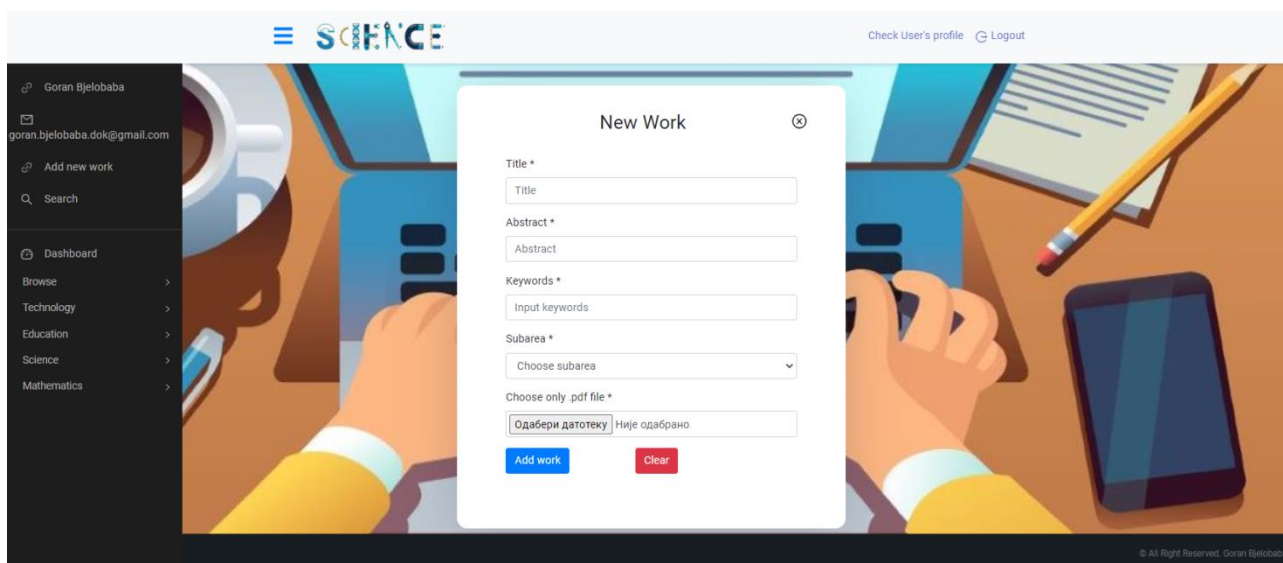 SCIENCE
Check User's profile
Logout
Goran Bjelobaba
goran.bjelobaba.dok@gmail.com
Add new work
Search
Dashboard
Browse
Technology
Education
Science
Mathematics
New Work
Title *
Title
Abstract *
Abstract
Keywords *
Input keywords
Subarea *
Choose subarea
Choose only .pdf file *
Одабери датотеку Није одабрано
Add work
Clear
© All Right Reserved. Goran Bjelobab